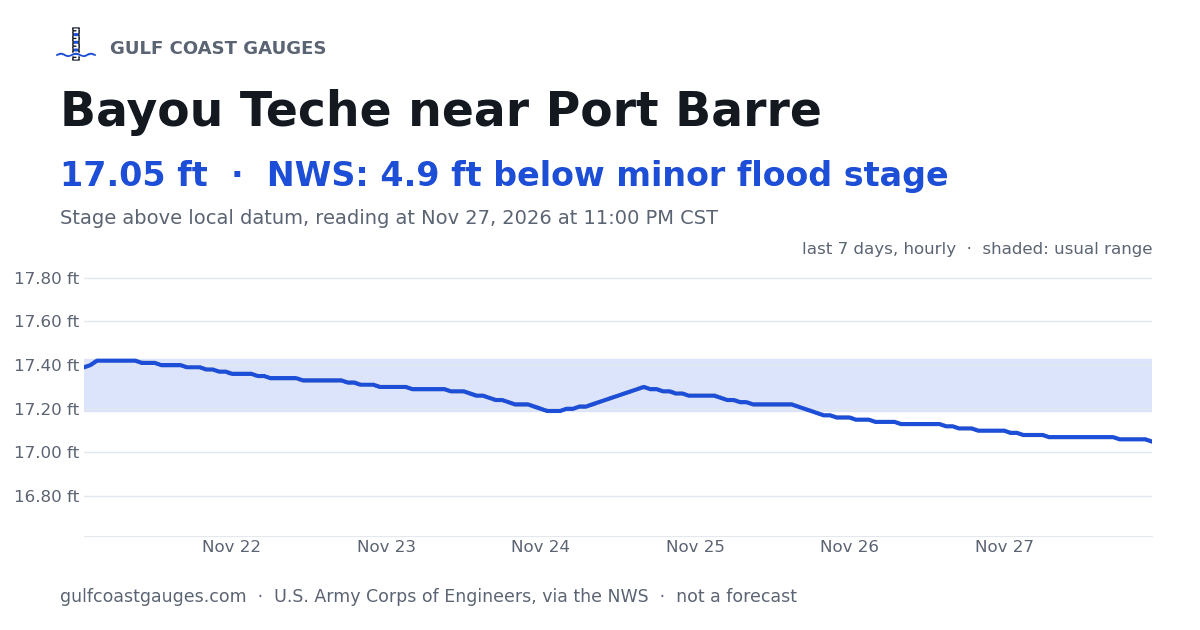 GULF COAST GAUGES
Bayou Teche near Port Barre
17.05 ft · NWS: 4.9 ft below minor flood stage
Stage above local datum, reading at Nov 27, 2026 at 11:00 PM CST
last 7 days, hourly · shaded: usual range
17.80 ft
17.60 ft
17.40 ft
17.20 ft
17.00 ft
16.80 ft
Nov 22 Nov 23 Nov 24 Nov 25 Nov 26 Nov 27
gulfcoastgauges.com · U.S. Army Corps of Engineers, via the NWS · not a forecast